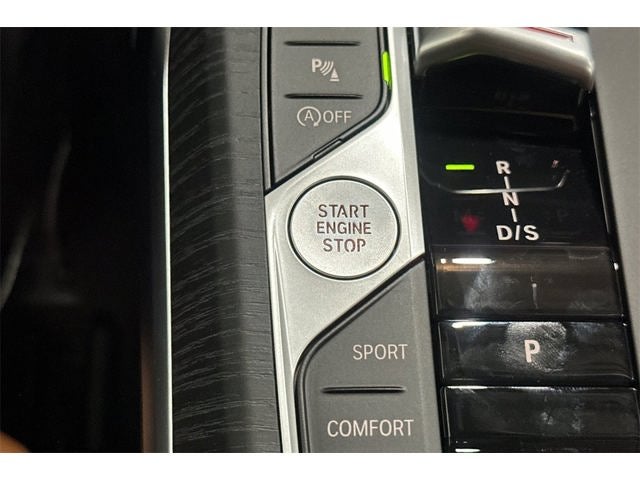 P
A OFF
START
ENGINE
STOP
R
N
D/S
P
SPORT
COMFORT